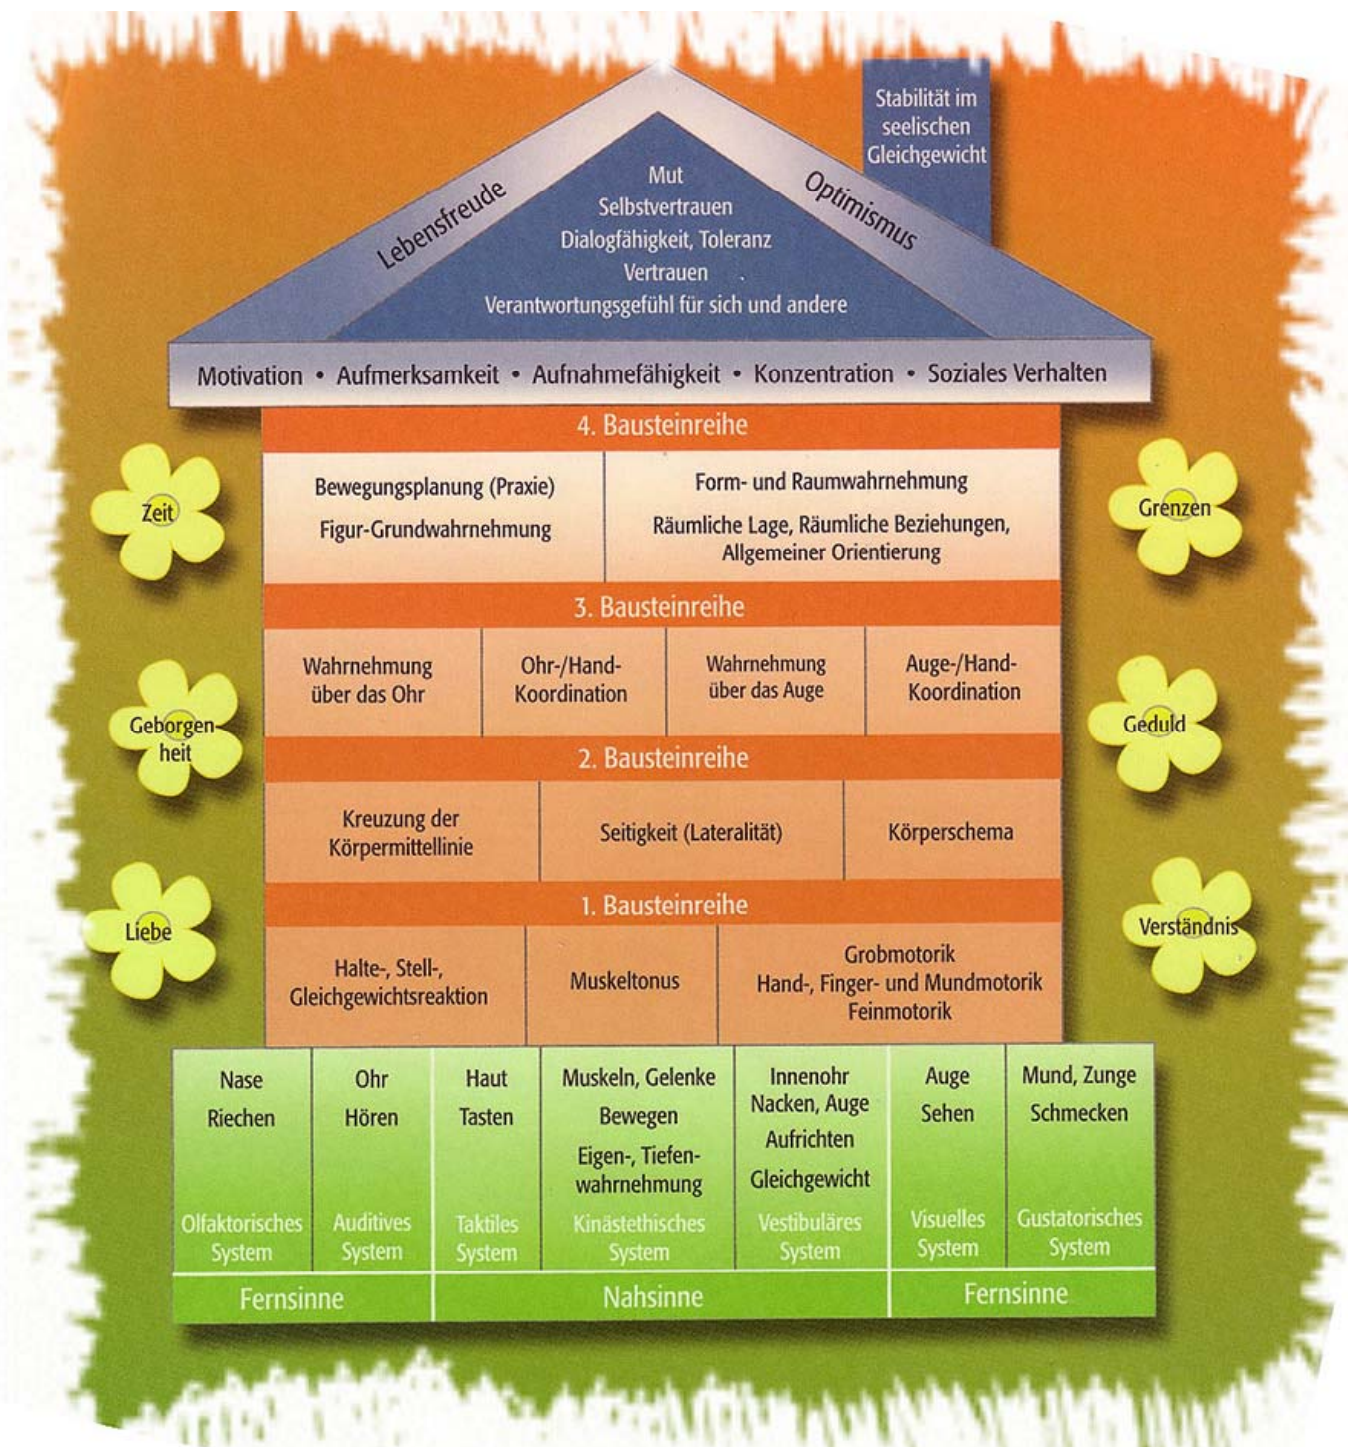 Stabilität im
seelischen
Gleichgewicht
Lebensfreude
Optimismus
Mut
Selbstvertrauen
Dialogfähigkeit, Toleranz
Vertrauen
Verantwortungsgefühl für sich und andere
Motivation • Aufmerksamkeit • Aufnahmefähigkeit • Konzentration • Soziales Verhalten
4. Bausteinreihe
Bewegungsplanung (Praxie)
Figur-Grundwahrnehmung
Form- und Raumwahrnehmung
Räumliche Lage, Räumliche Beziehungen,
Allgemeiner Orientierung
Zeit
Grenzen
3. Bausteinreihe
Wahrnehmung
über das Ohr
Ohr-/Hand-
Koordination
Wahrnehmung
über das Auge
Auge-/Hand-
Koordination
Geborgen
heit
Geduld
2. Bausteinreihe
Kreuzung der
Körpermittellinie
Seitigkeit (Lateralität)
Körperschema
1. Bausteinreihe
Liebe
Verständnis
Halte-, Stell-,
Gleichgewichtsreaktion
Muskeltonus
Grobmotorik
Hand-, Finger- und Mundmotorik
Feinmotorik
Nase
Riechen
Olfaktorisches
System
Ohr
Hören
Auditives
System
Haut
Tasten
Taktiles
System
Muskeln, Gelenke
Bewegen
Eigen-, Tiefen-
wahrnehmung
Kinästethisches
System
Innenohr
Nacken, Auge
Aufrichten
Gleichgewicht
Vestibuläres
System
Auge
Sehen
Visuelles
System
Mund, Zunge
Schmecken
Gustatorisches
System
Fernsinne
Nahsinne
Fernsinne